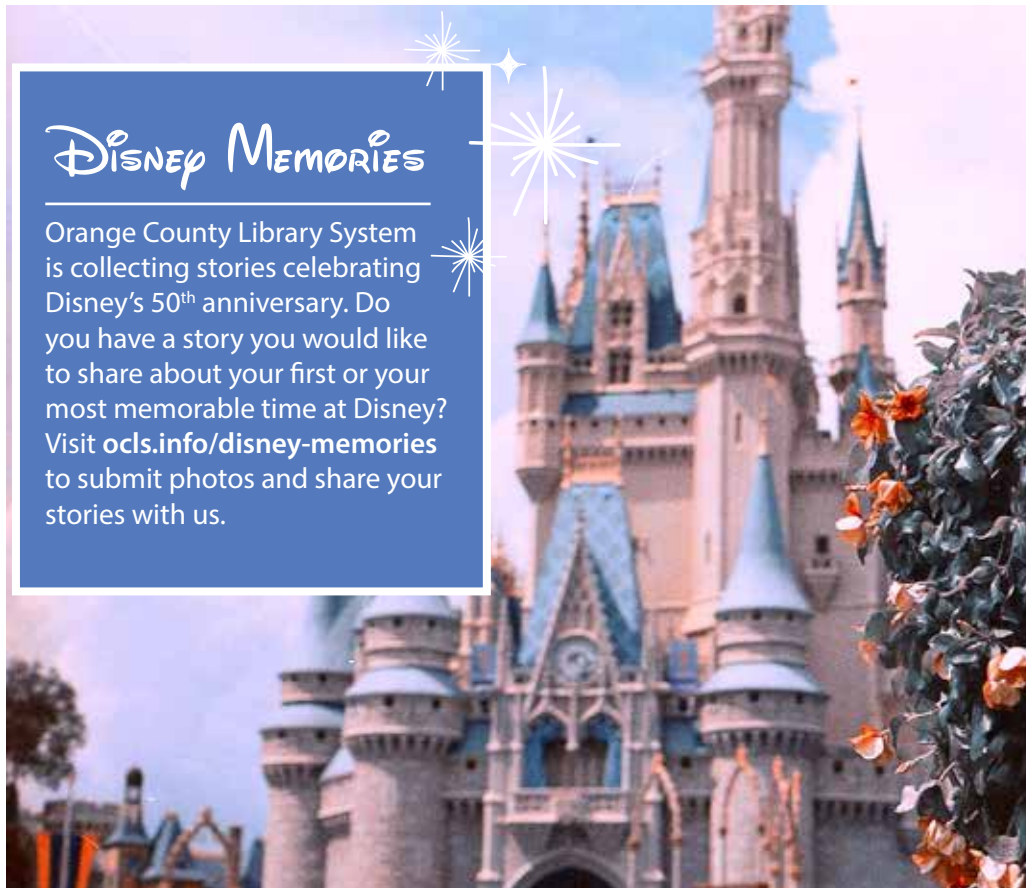 Disney Memories
Orange County Library System
is collecting stories celebrating
Disney’s 50th anniversary. Do
you have a story you would like
to share about your first or your
most memorable time at Disney?
Visit ocls.info/disney-memories
to submit photos and share your
stories with us.